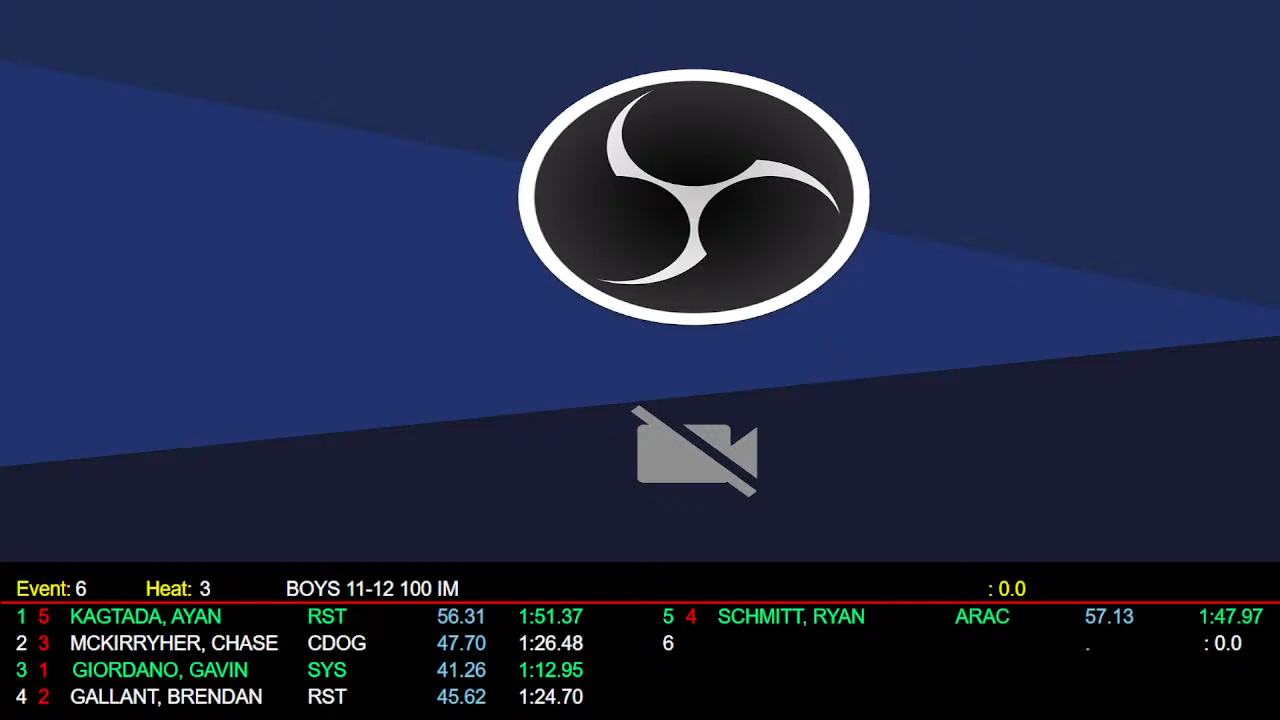 Event: 6 Heat: 3 BOYS 11-12 100 IM : 0.0
1 5 KAGTADA, AYAN RST 56.31 1:51.37 5 4 SCHMITT, RYAN ARAC 57.13 1:47.97
2 3 MCKIRRYHER, CHASE CDOG 47.70 1:26.48 6 . : 0.0
3 1 GIORDANO, GAVIN SYS 41.26 1:12.95
4 2 GALLANT, BRENDAN RST 45.62 1:24.70